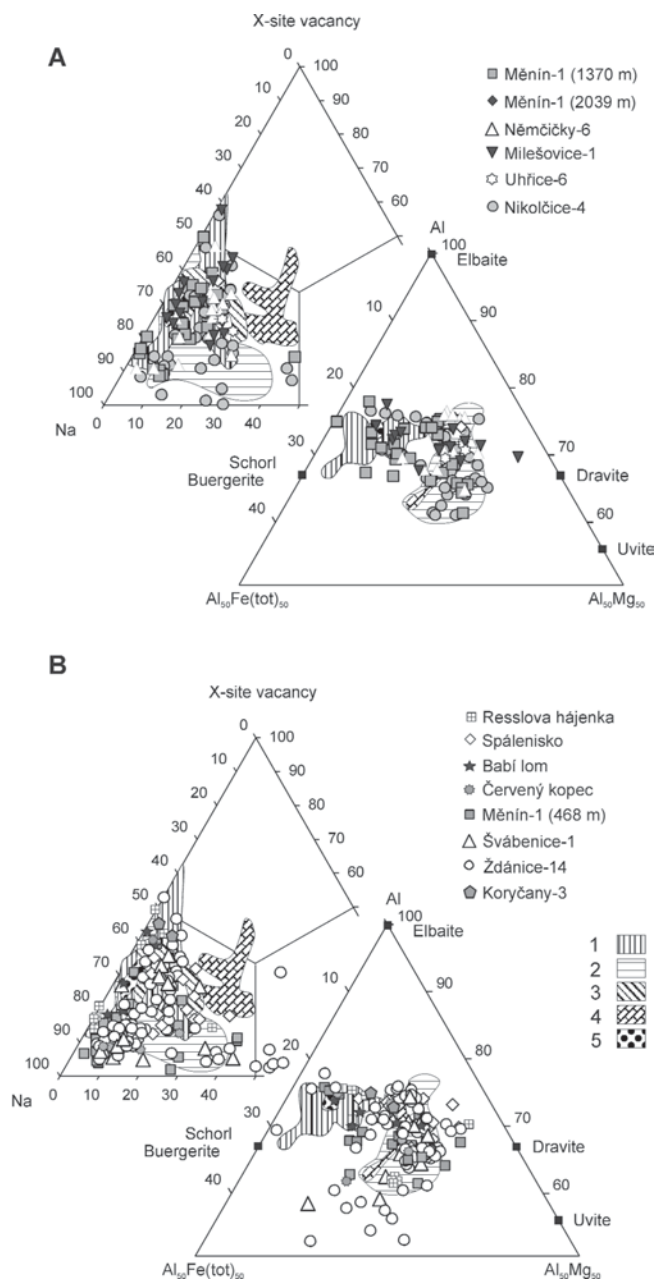 A
X-site vacancy
0
100
10
90
20
80
30
70
40
60
50
60
70
80
90
100
Na
0
10
20
30
40
50
Měnín-1 (1370 m)
Měnín-1 (2039 m)
Němčičky-6
Milešovice-1
Uhřice-6
Nikolčice-4
Al
100
Elbaite
10
90
20
80
30
70
Schorl
Buergerite
Dravite
40
60
Uvite
Al₅₀Fe(tot)₅₀
Al₅₀Mg₅₀
B
X-site vacancy
0
100
10
90
20
80
30
70
40
60
50
60
70
80
90
100
Na
0
10
20
30
40
50
Resslova hájenka
Spálenisko
Babí lom
Červený kopec
Měnín-1 (468 m)
Švábenice-1
Ždánice-14
Koryčany-3
1
2
3
4
5
Al
100
Elbaite
10
90
20
80
30
70
Schorl
Buergerite
Dravite
40
60
Uvite
Al₅₀Fe(tot)₅₀
Al₅₀Mg₅₀